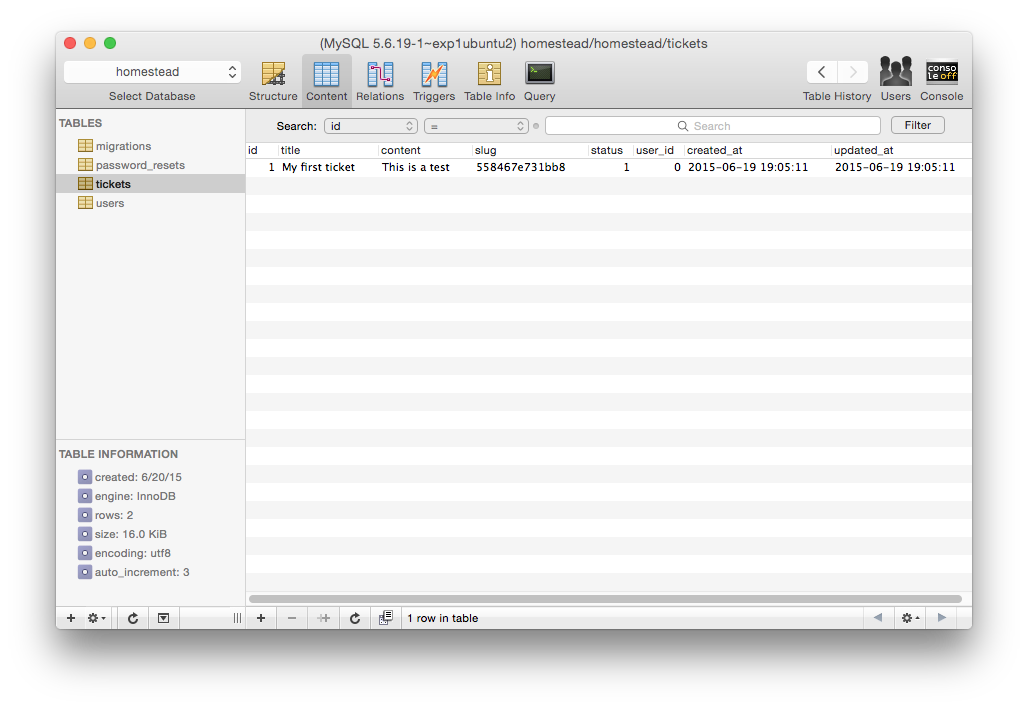 (MySQL 5.6.19-1~exp1ubuntu2) homestead/homestead/tickets
homestead
Select Database
Structure Content Relations Triggers Table Info Query
Table History Users Console
conso
le off
TABLES
migrations
password_resets
tickets
users
Search: id = Search Filter
id title content slug status user_id created_at updated_at
1 My first ticket This is a test 558467e731bb8 1 0 2015-06-19 19:05:11 2015-06-19 19:05:11
TABLE INFORMATION
created: 6/20/15
engine: InnoDB
rows: 2
size: 16.0 KiB
encoding: utf8
auto_increment: 3
1 row in table